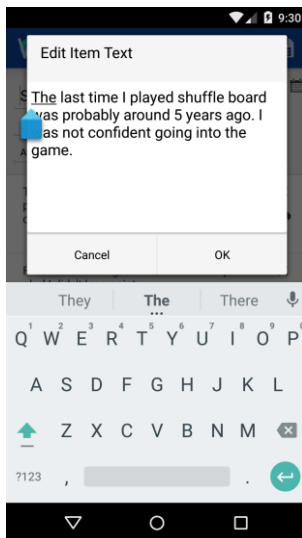 9:30
Edit Item Text
The last time I played shuffle board
was probably around 5 years ago. I
was not confident going into the
game.
Cancel OK
They The There
1 2 3 4 5 6 7 8 9 0
Q W E R T Y U I O P
A S D F G H J K L
Z X C V B N M
?123 , .